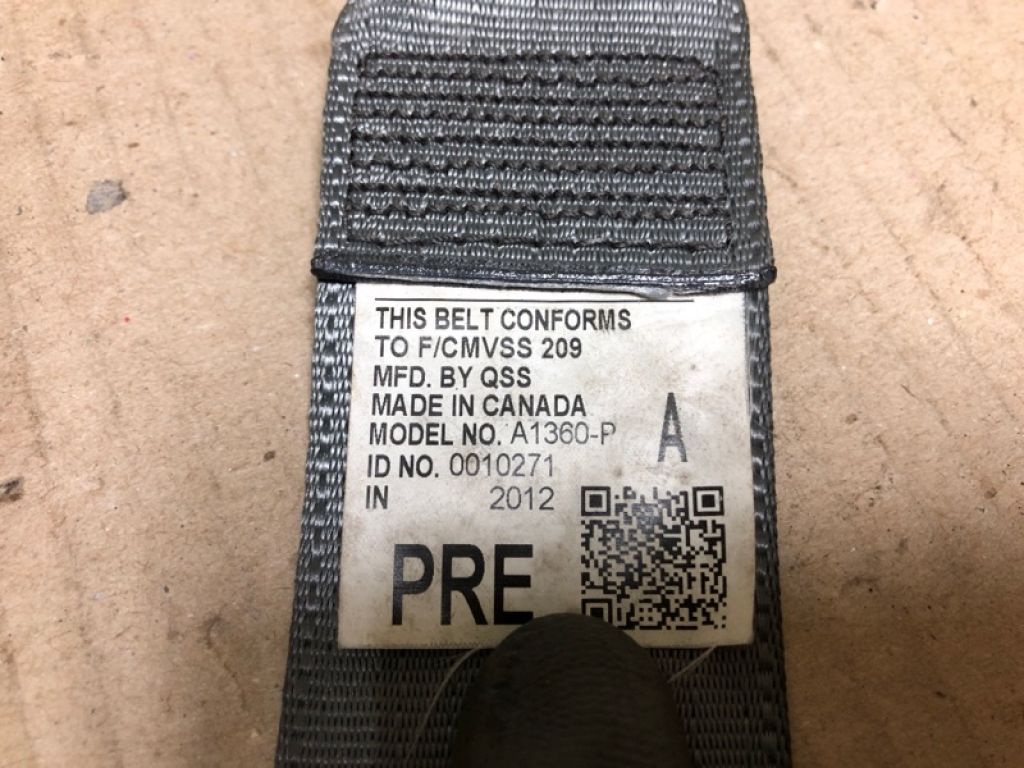 THIS BELT CONFORMS
TO F/CMVSS 209
MFD. BY QSS
MADE IN CANADA
MODEL NO. A1360-P
A
ID NO. 0010271
IN 2012
PRE